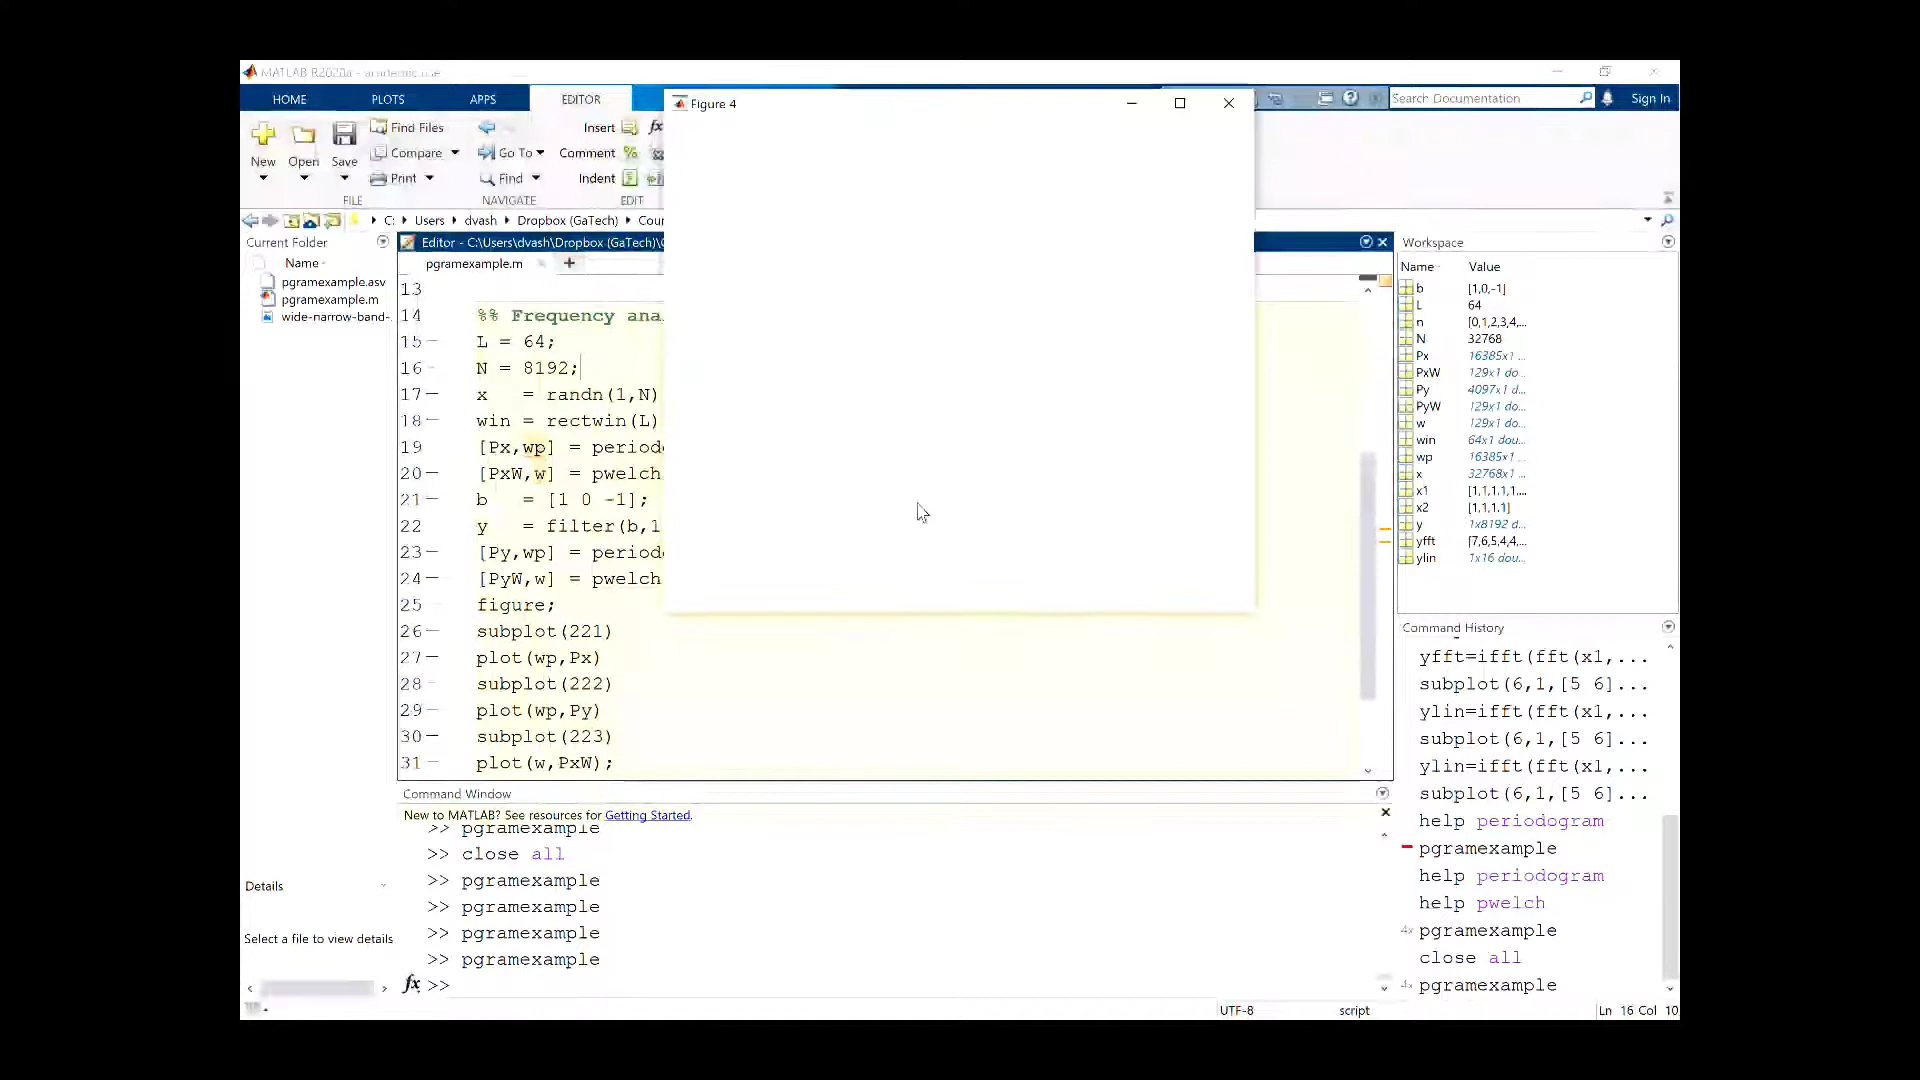 MATLAB R2020a - academic use
HOME PLOTS APPS EDITOR
Search Documentation Sign In
Figure 4
New Open Save
Find Files
Compare
Print
Go To
Find
Insert fx
Comment
Indent
FILE NAVIGATE EDIT
C: Users dvash Dropbox (GaTech)
Current Folder
Name
pgramexample.asv
pgramexample.m
wide-narrow-band-
Details
Select a file to view details
Editor - C:\Users\dvash\Dropbox (GaTech)\
pgramexample.m
13
14 %% Frequency ana
15 L = 64;
16 N = 8192;
17 x = randn(1,N)
18 win = rectwin(L)
19 [Px,wp] = period
20 [PxW,w] = pwelch
21 b = [1 0 -1];
22 y = filter(b,1
23 [Py,wp] = period
24 [PyW,w] = pwelch
25 figure;
26 subplot(221)
27 plot(wp,Px)
28 subplot(222)
29 plot(wp,Py)
30 subplot(223)
31 plot(w,PxW);
Command Window
New to MATLAB? See resources for Getting Started.
>> pgramexample
>> close all
>> pgramexample
>> pgramexample
>> pgramexample
>> pgramexample
fx >>
Workspace
Name Value
b [1,0,-1]
L 64
n [0,1,2,3,4,...
N 32768
Px 16385x1 ...
PxW 129x1 do...
Py 4097x1 d...
PyW 129x1 do...
w 129x1 do...
win 64x1 dou...
wp 16385x1 ...
x 32768x1 ...
x1 [1,1,1,1,1,...
x2 [1,1,1,1]
y 1x8192 d...
yfft [7,6,5,4,4,...
ylin 1x16 dou...
Command History
yfft=ifft(fft(x1,...
subplot(6,1,[5 6]...
ylin=ifft(fft(x1,...
subplot(6,1,[5 6]...
ylin=ifft(fft(x1,...
subplot(6,1,[5 6]...
help periodogram
pgramexample
help periodogram
help pwelch
4x pgramexample
close all
4x pgramexample
UTF-8 script Ln 16 Col 10